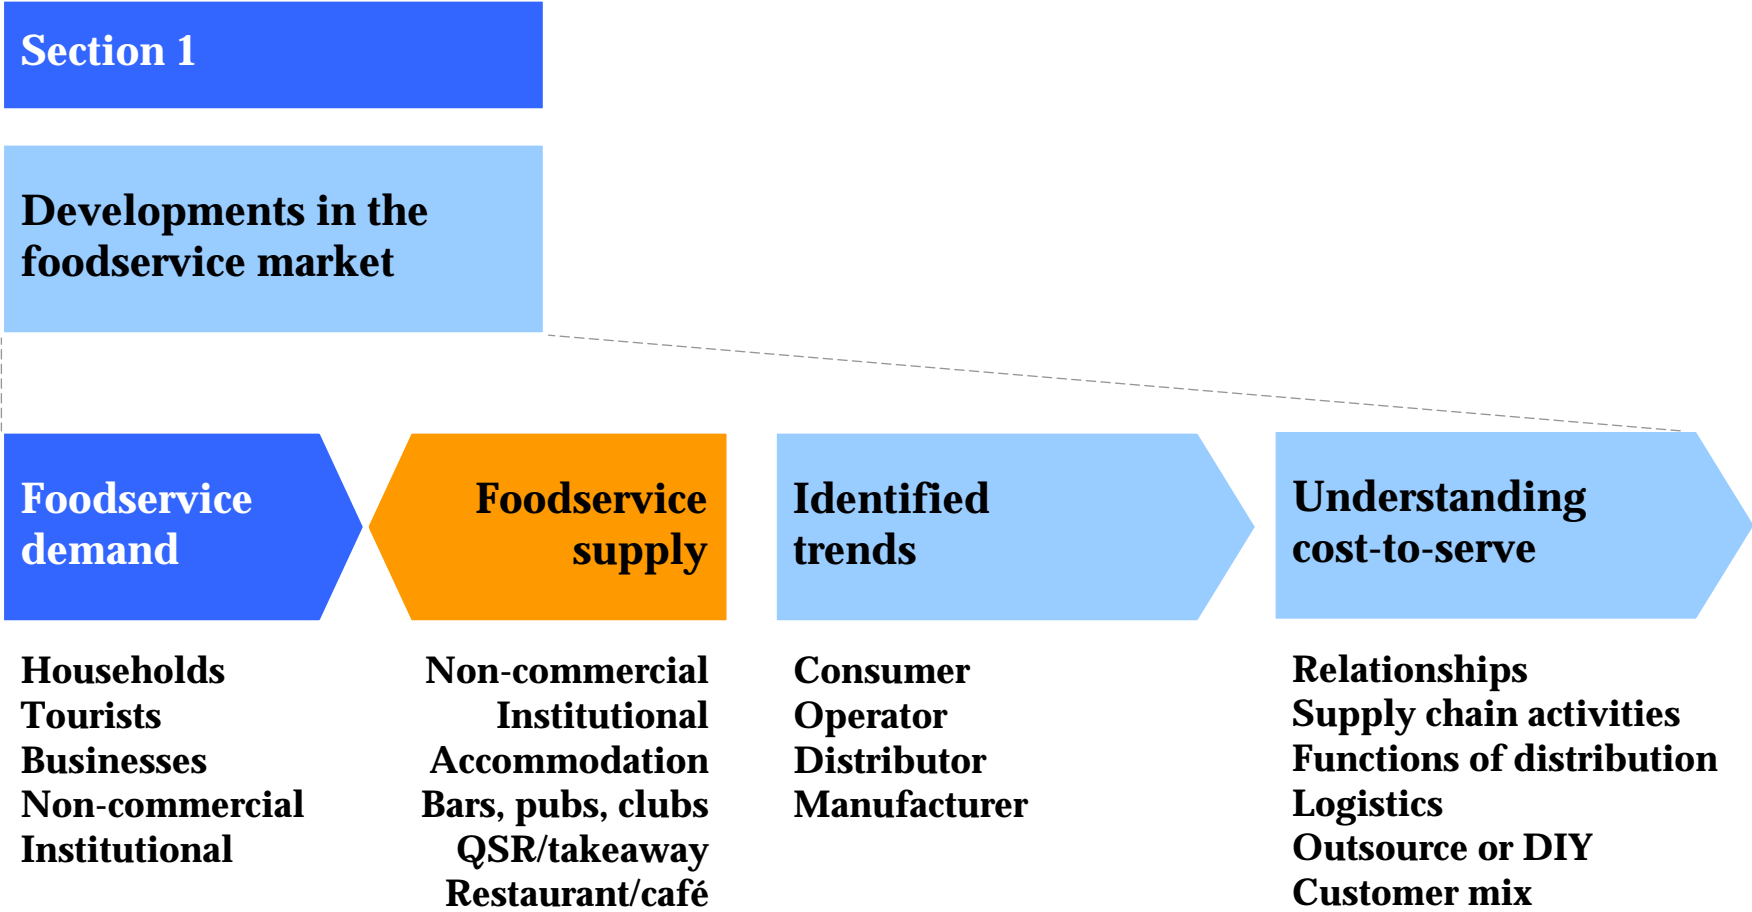 Section 1
Developments in the
foodservice market
Foodservice
demand
Households
Tourists
Businesses
Non-commercial
Institutional
Foodservice
supply
Non-commercial
Institutional
Accommodation
Bars, pubs, clubs
QSR/takeaway
Restaurant/café
Identified
trends
Consumer
Operator
Distributor
Manufacturer
Understanding
cost-to-serve
Relationships
Supply chain activities
Functions of distribution
Logistics
Outsource or DIY
Customer mix